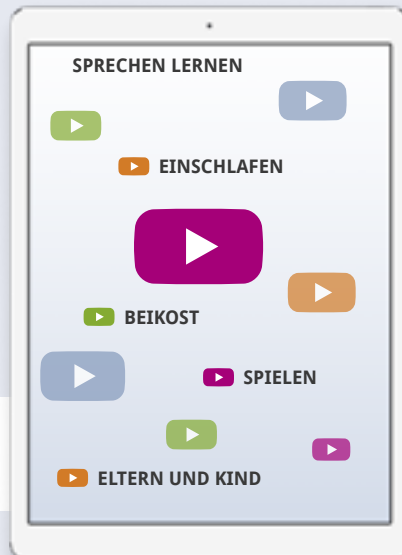 SPRECHEN LERNEN
EINSCHLAFEN
BEIKOST
SPIELEN
ELTERN UND KIND